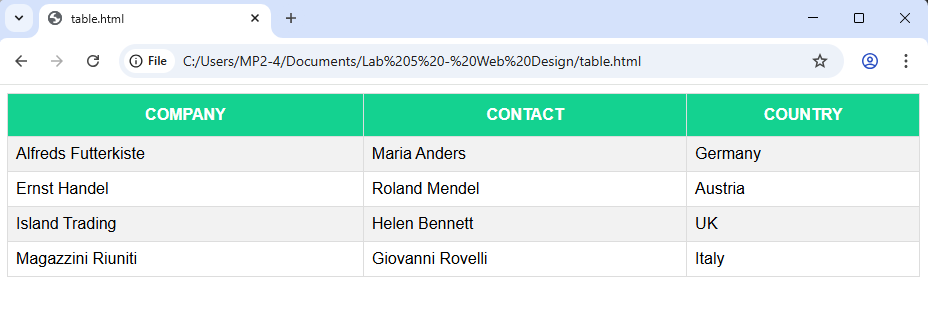 table.html
File C:/Users/MP2-4/Documents/Lab%205%20-%20Web%20Design/table.html
COMPANY CONTACT COUNTRY
Alfreds Futterkiste Maria Anders Germany
Ernst Handel Roland Mendel Austria
Island Trading Helen Bennett UK
Magazzini Riuniti Giovanni Rovelli Italy